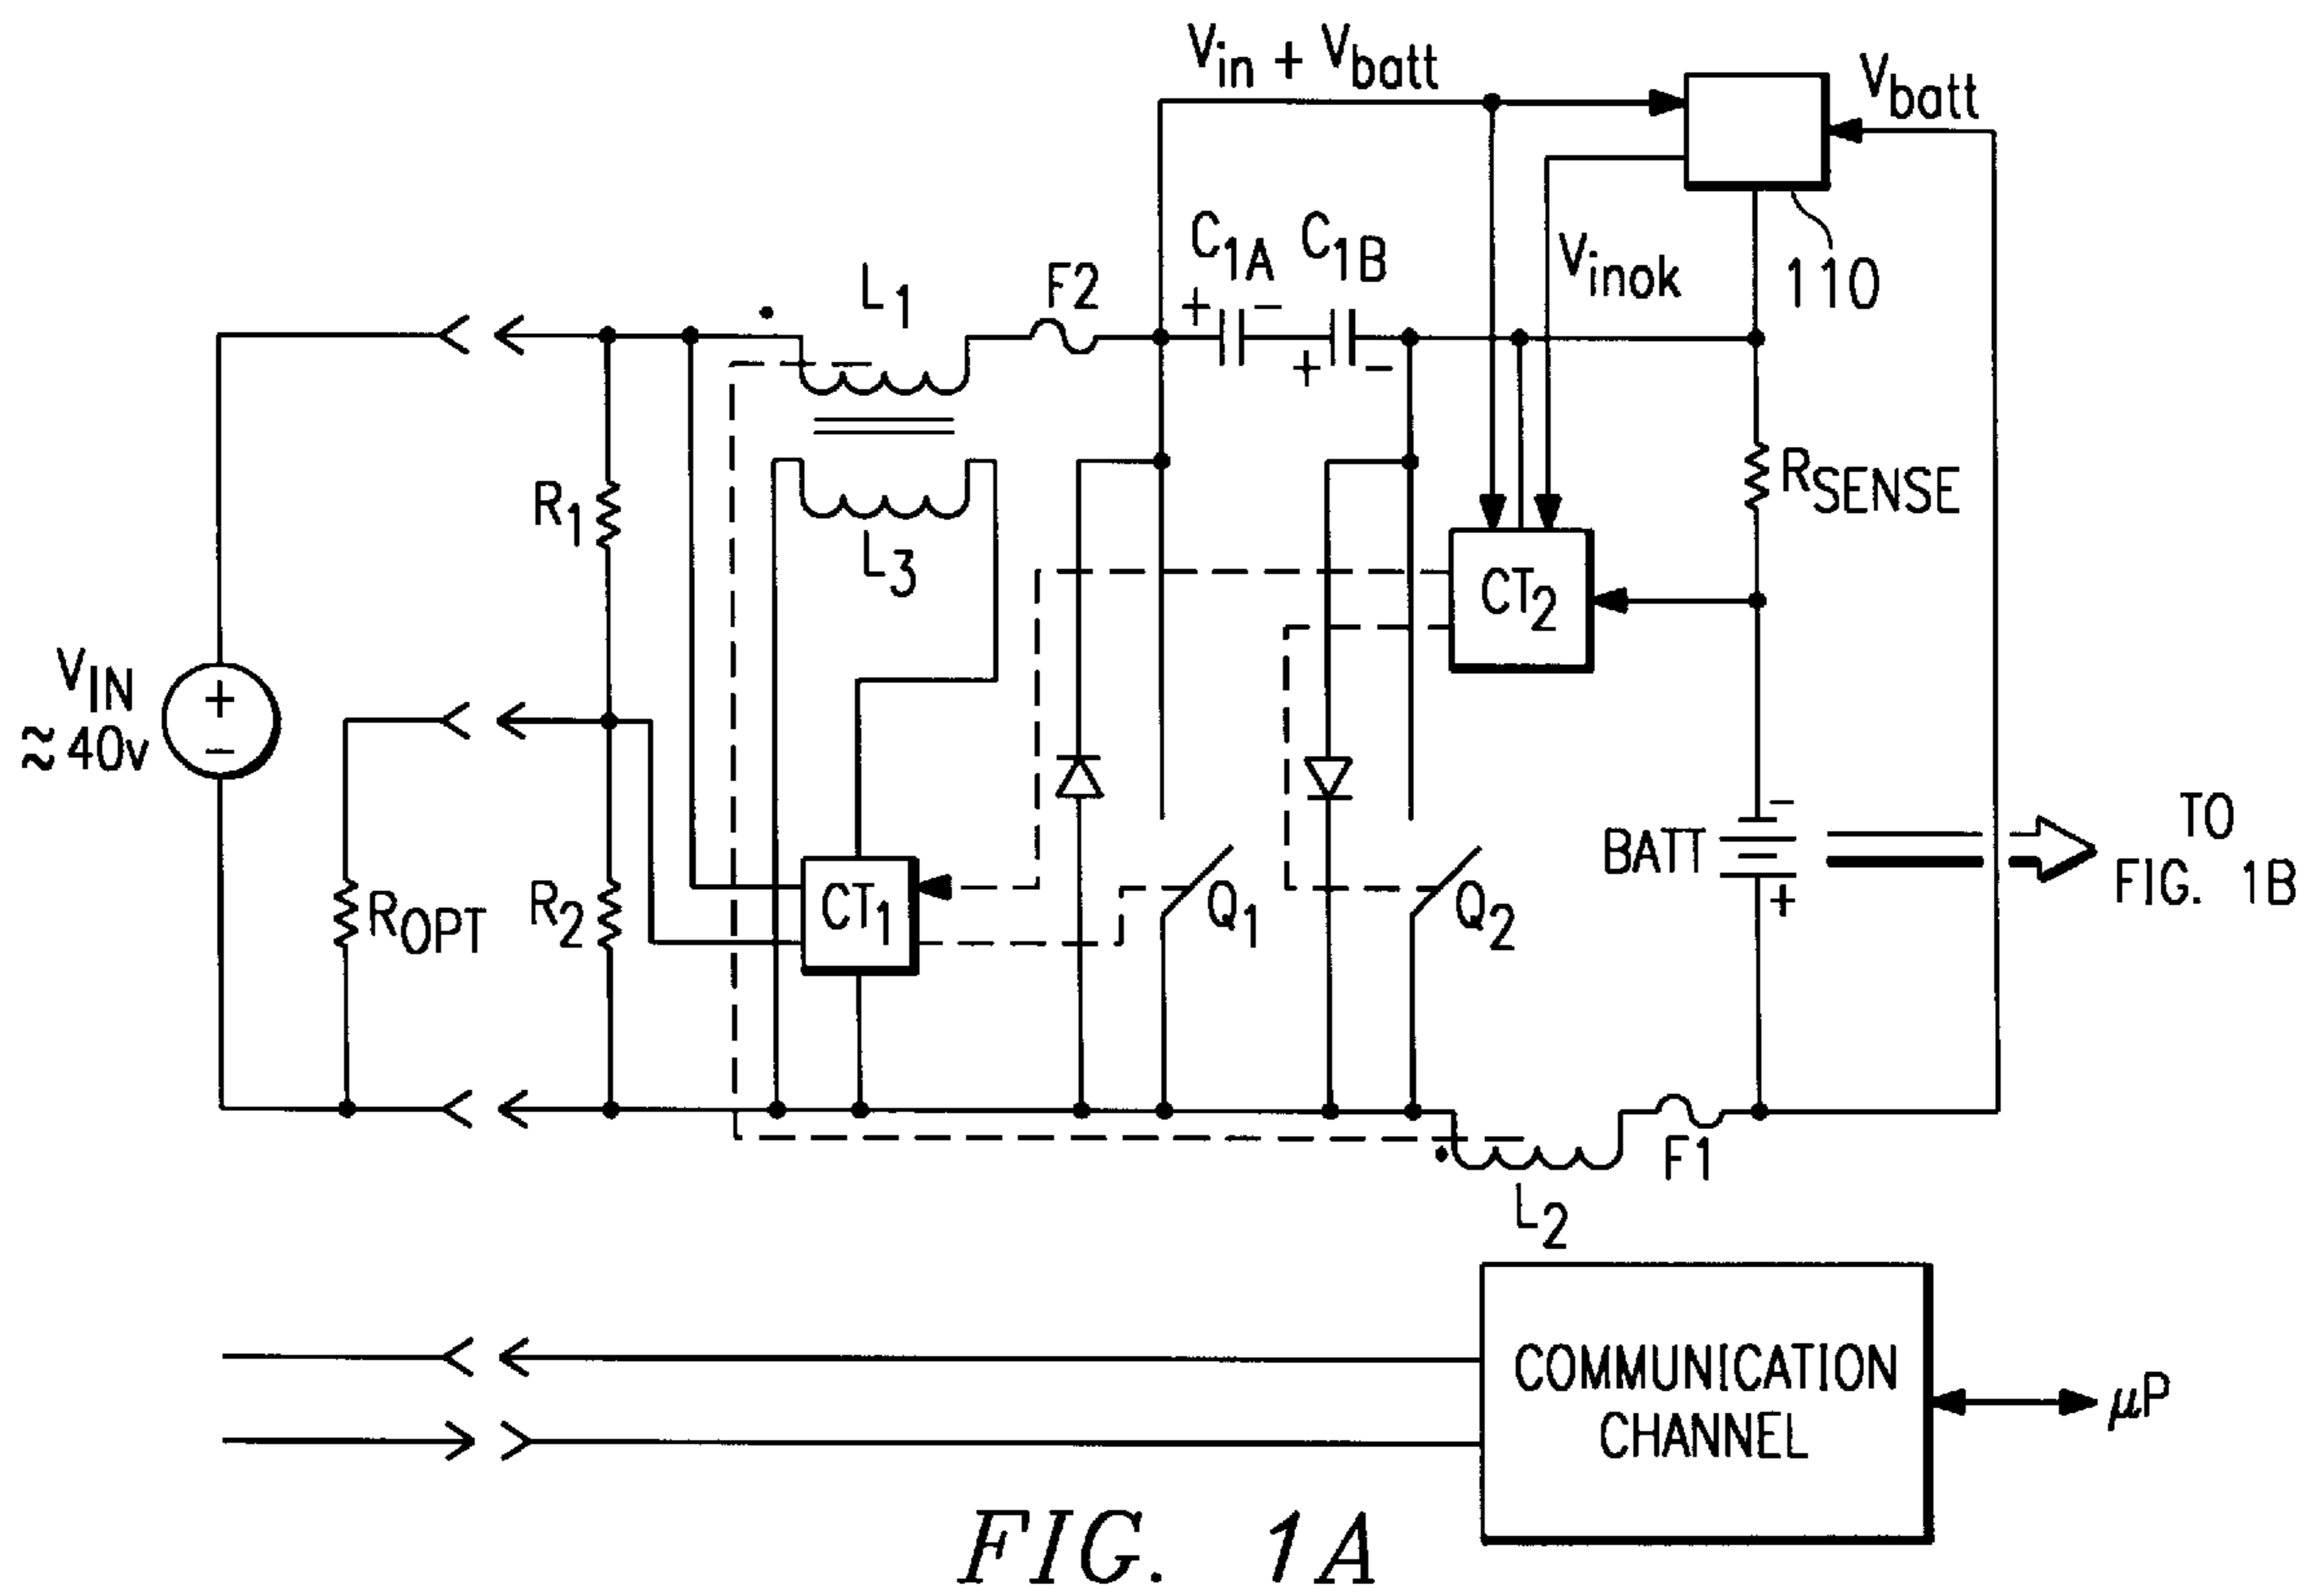 Vin + Vbatt
Vbatt
C1A
C1B
+ -
+ -
Vinok
110
L1
F2
R1
L3
RSENSE
CT2
VIN
≈40v
+
-
ROPT
R2
CT1
Q1
Q2
BATT
-
+
TO
FIG. 1B
F1
L2
COMMUNICATION
CHANNEL
μP
FIG. 1A